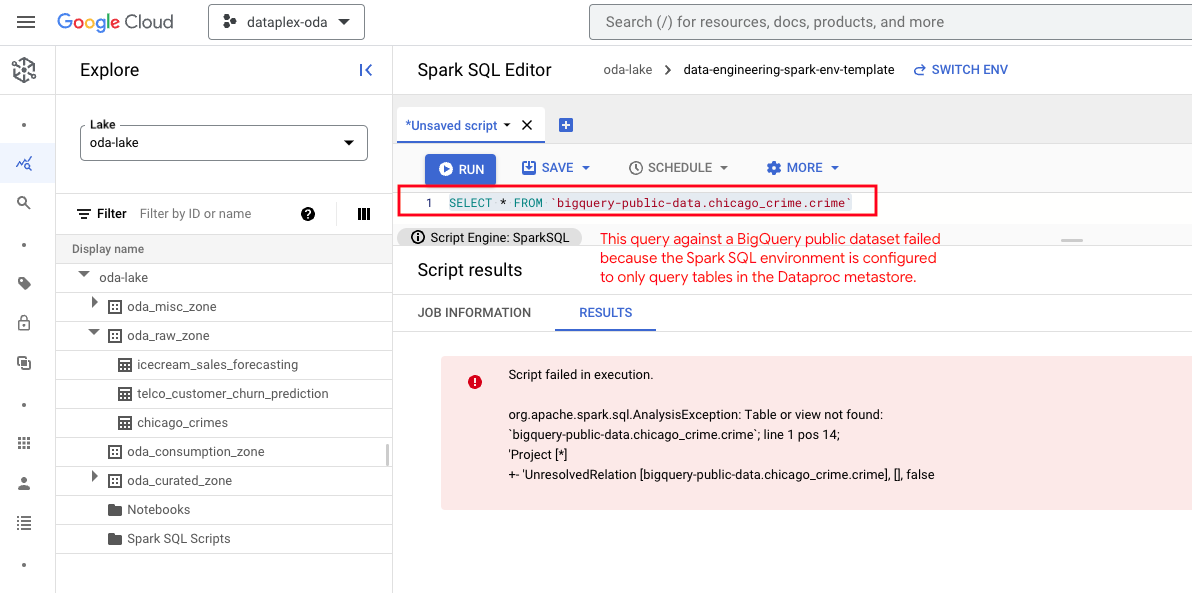 Google Cloud
dataplex-oda
Search (/) for resources, docs, products, and more
Explore
Spark SQL Editor
oda-lake
data-engineering-spark-env-template
SWITCH ENV
Lake
oda-lake
*Unsaved script
RUN
SAVE
SCHEDULE
MORE
Filter
Filter by ID or name
1
SELECT * FROM `bigquery-public-data.chicago_crime.crime`
Script Engine: SparkSQL
This query against a BigQuery public dataset failed
because the Spark SQL environment is configured
to only query tables in the Dataproc metastore.
Display name
oda-lake
oda_misc_zone
oda_raw_zone
icecream_sales_forecasting
telco_customer_churn_prediction
chicago_crimes
oda_consumption_zone
oda_curated_zone
Notebooks
Spark SQL Scripts
Script results
JOB INFORMATION
RESULTS
Script failed in execution.
org.apache.spark.sql.AnalysisException: Table or view not found:
`bigquery-public-data.chicago_crime.crime`; line 1 pos 14;
'Project [*]
+- 'UnresolvedRelation [bigquery-public-data.chicago_crime.crime], [], false